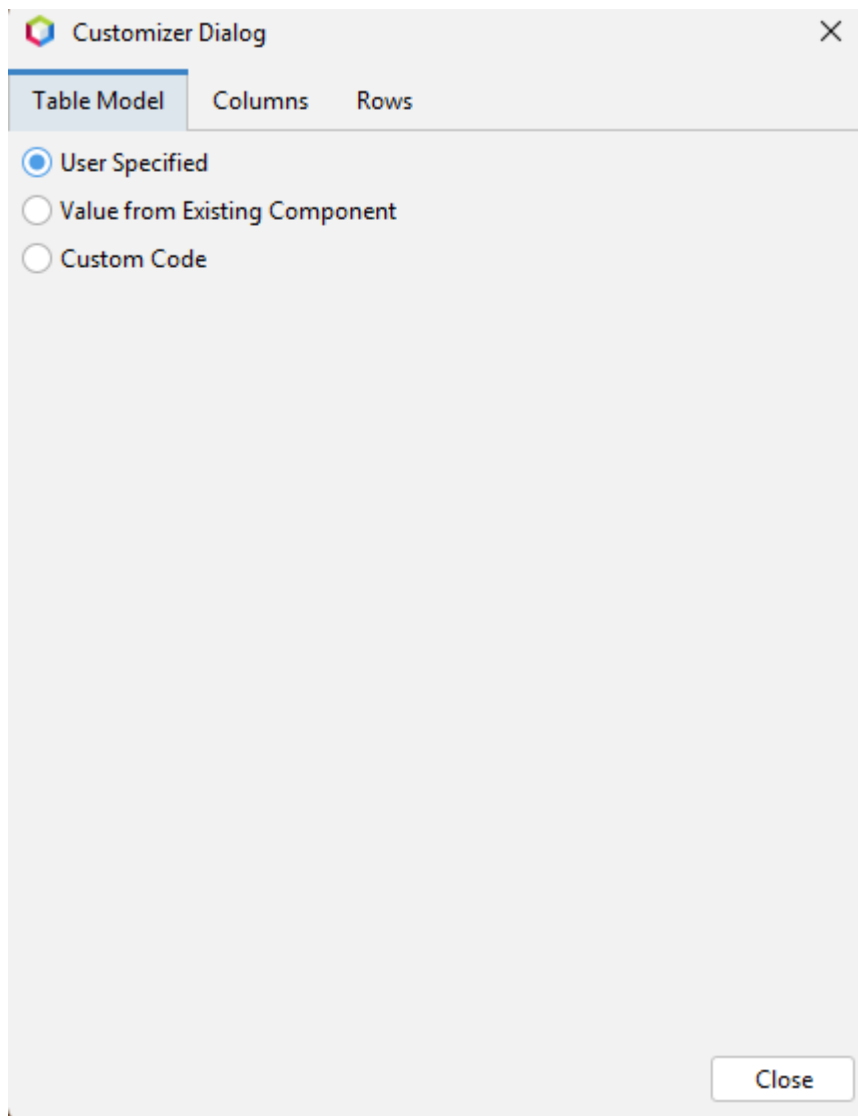 Customizer Dialog
Table Model Columns Rows
User Specified
Value from Existing Component
Custom Code
Close